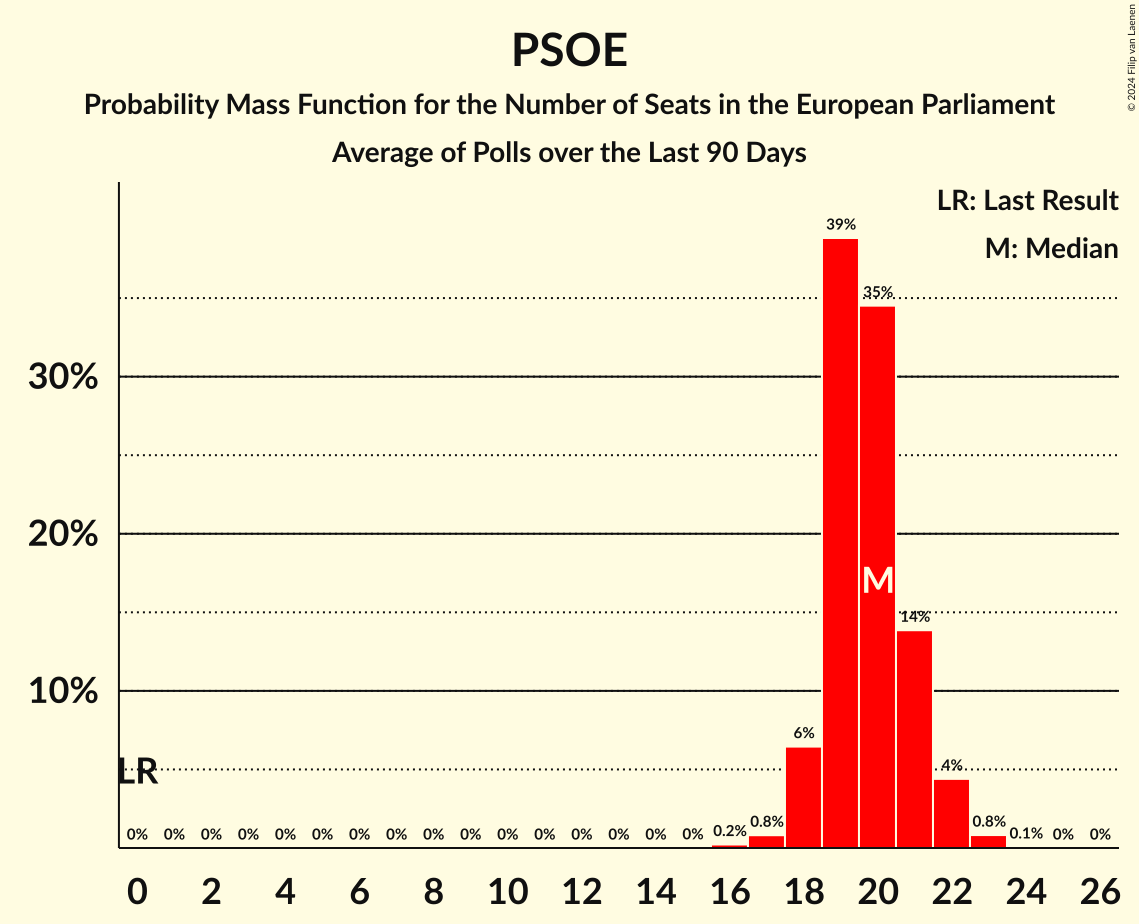 PSOE
Probability Mass Function for the Number of Seats in the European Parliament
Average of Polls over the Last 90 Days
© 2024 Filip van Laenen
LR: Last Result
M: Median
39%
35%
30%
20%
M
14%
10%
6%
LR
4%
0% 0% 0% 0% 0% 0% 0% 0% 0% 0% 0% 0% 0% 0% 0% 0% 0.2% 0.8% 0.8% 0.1% 0% 0%
0 2 4 6 8 10 12 14 16 18 20 22 24 26